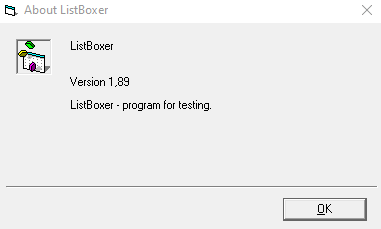 About ListBoxer
ListBoxer
Version 1,89
ListBoxer - program for testing.
OK